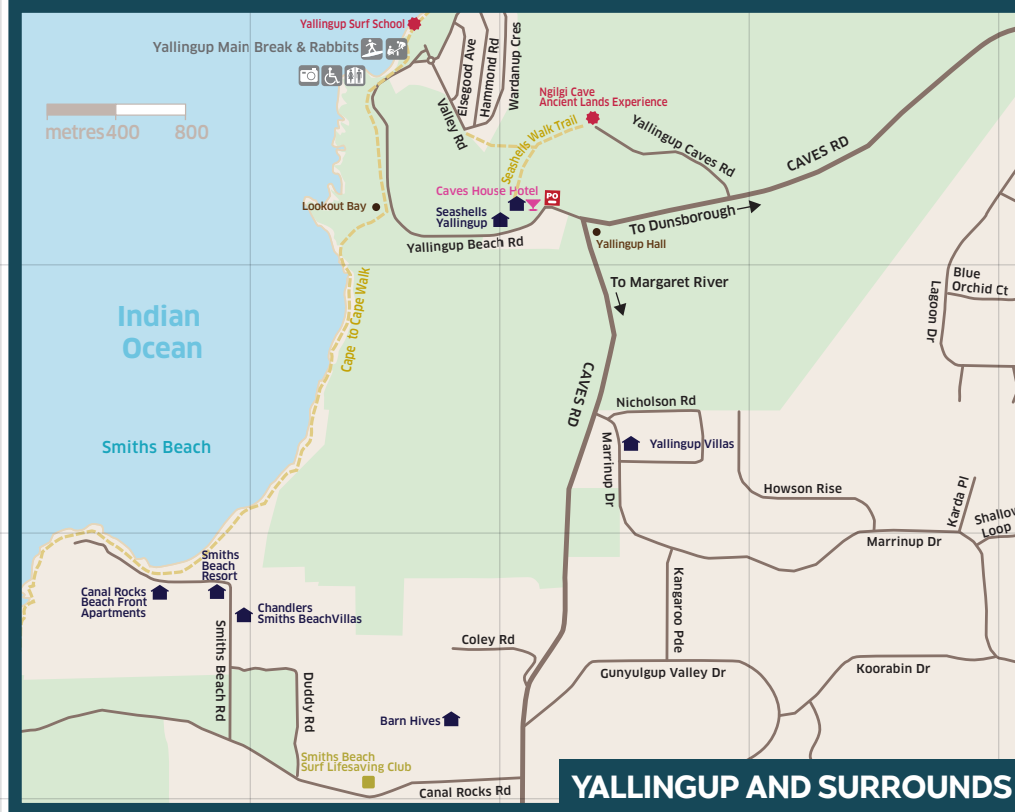 Yallingup Surf School
Yallingup Main Break & Rabbits
metres 400 800
Elsegood Ave
Hammond Rd
Wardanup Cres
Valley Rd
Ngilgi Cave
Ancient Lands Experience
Seashells Walk Trail
Yallingup Caves Rd
CAVES RD
Caves House Hotel
PO
Seashells
Yallingup
Lookout Bay
Yallingup Beach Rd
To Dunsborough
Yallingup Hall
To Margaret River
Blue
Orchid Ct
Lagoon Dr
Cape to Cape Walk
Indian
Ocean
Smiths Beach
CAVES RD
Nicholson Rd
Yallingup Villas
Marrinup Dr
Howson Rise
Karda Pl
Shallow
Loop
Marrinup Dr
Smiths
Beach
Resort
Canal Rocks
Beach Front
Apartments
Chandlers
Smiths BeachVillas
Smiths Beach Rd
Duddy Rd
Coley Rd
Kangaroo Pde
Gunyulgup Valley Dr
Koorabin Dr
Barn Hives
Smiths Beach
Surf Lifesaving Club
Canal Rocks Rd
YALLINGUP AND SURROUNDS